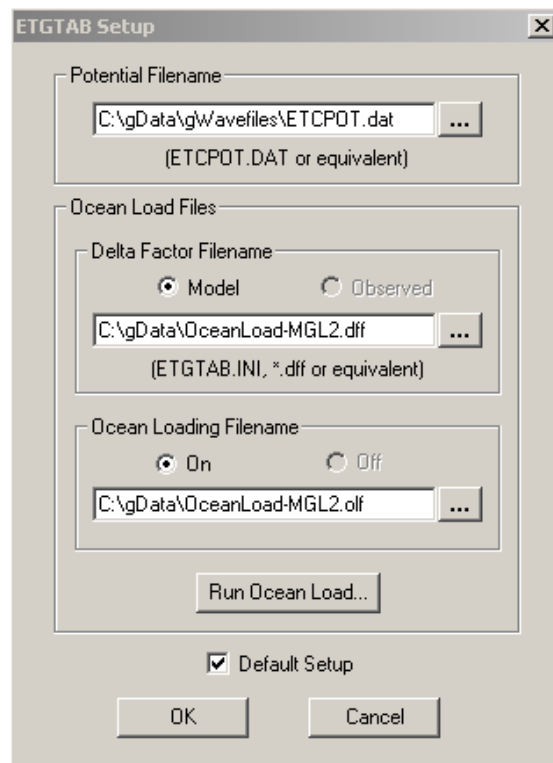 ETGTAB Setup
Potential Filename
C:\gData\gWavefiles\ETCPOT.dat
...
(ETCPOT.DAT or equivalent)
Ocean Load Files
Delta Factor Filename
Model Observed
C:\gData\OceanLoad-MGL2.dff
...
(ETGTAB.INI, *.dff or equivalent)
Ocean Loading Filename
On Off
C:\gData\OceanLoad-MGL2.olf
...
Run Ocean Load...
Default Setup
OK Cancel